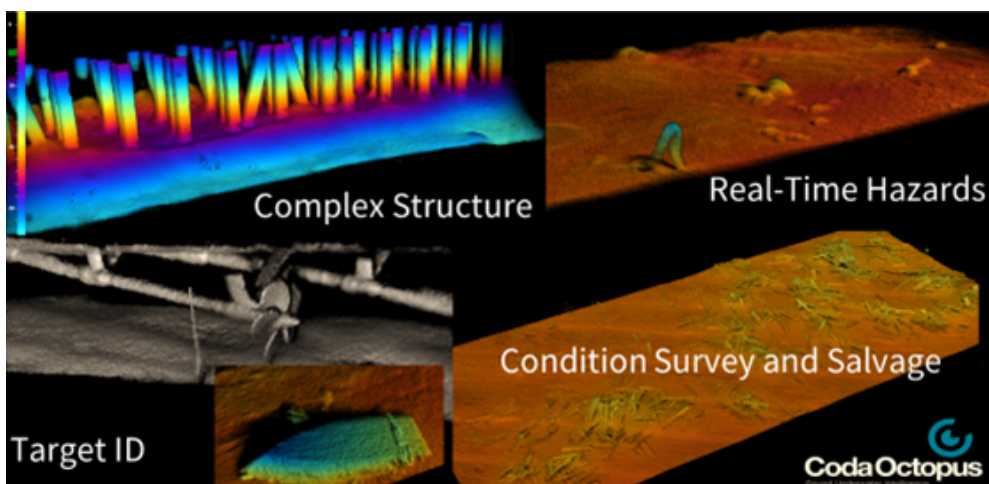 Complex Structure
Real-Time Hazards
Condition Survey and Salvage
Target ID
CodaOctopus